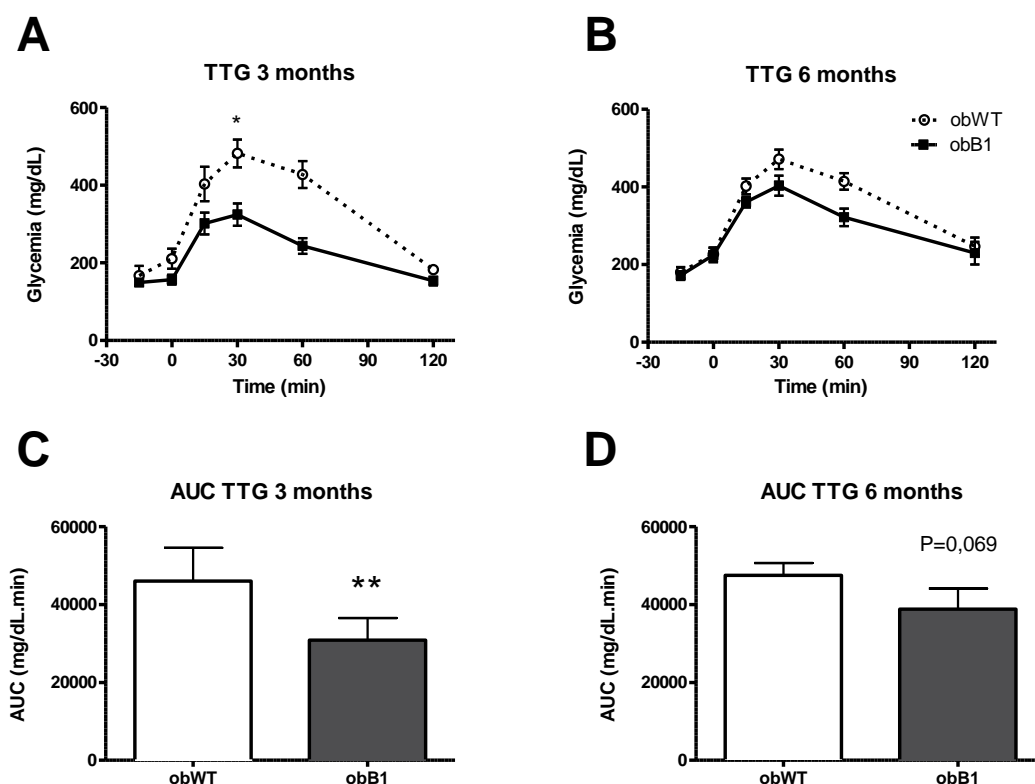 A
TTG 3 months
Glycemia (mg/dL)
600
400
200
0
-30 0 30 60 90 120
Time (min)
*
B
TTG 6 months
Glycemia (mg/dL)
600
400
200
0
-30 0 30 60 90 120
Time (min)
obWT
obB1
C
AUC TTG 3 months
AUC (mg/dL.min)
60000
40000
20000
0
**
obWT obB1
D
AUC TTG 6 months
AUC (mg/dL.min)
60000
40000
20000
0
P=0,069
obWT obB1